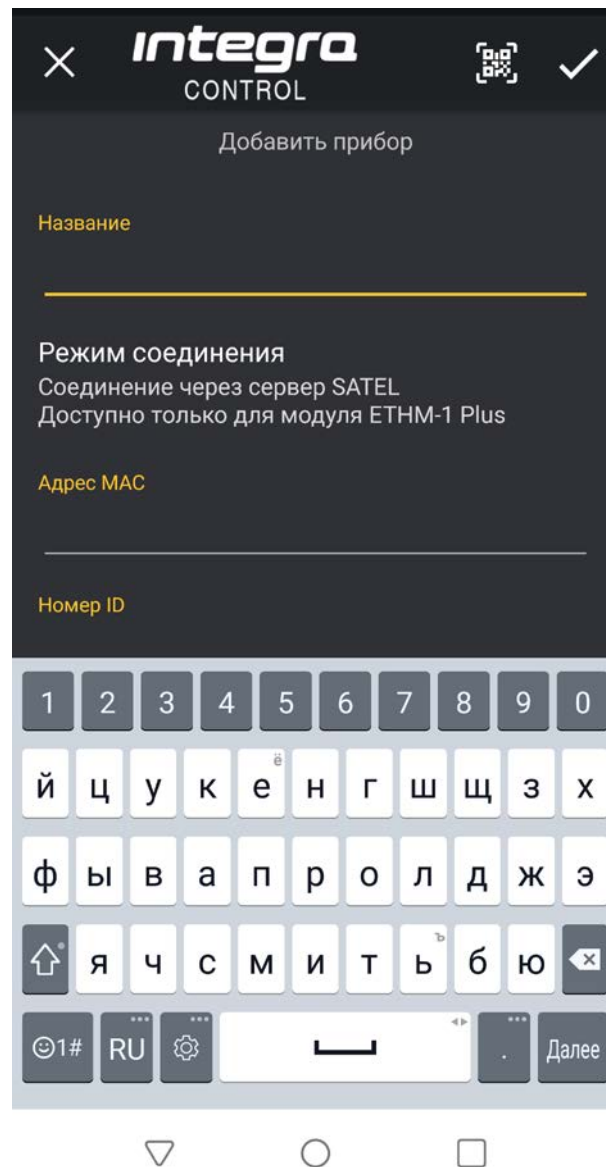 Integra
CONTROL
Добавить прибор
Название
Режим соединения
Соединение через сервер SATEL
Доступно только для модуля ETHM-1 Plus
Адрес MAC
Номер ID
1 2 3 4 5 6 7 8 9 0
й ц у к е ё н г ш щ з х
ф ы в а п р о л д ж э
я ч с м и т ь ъ б ю
1# RU . Далее